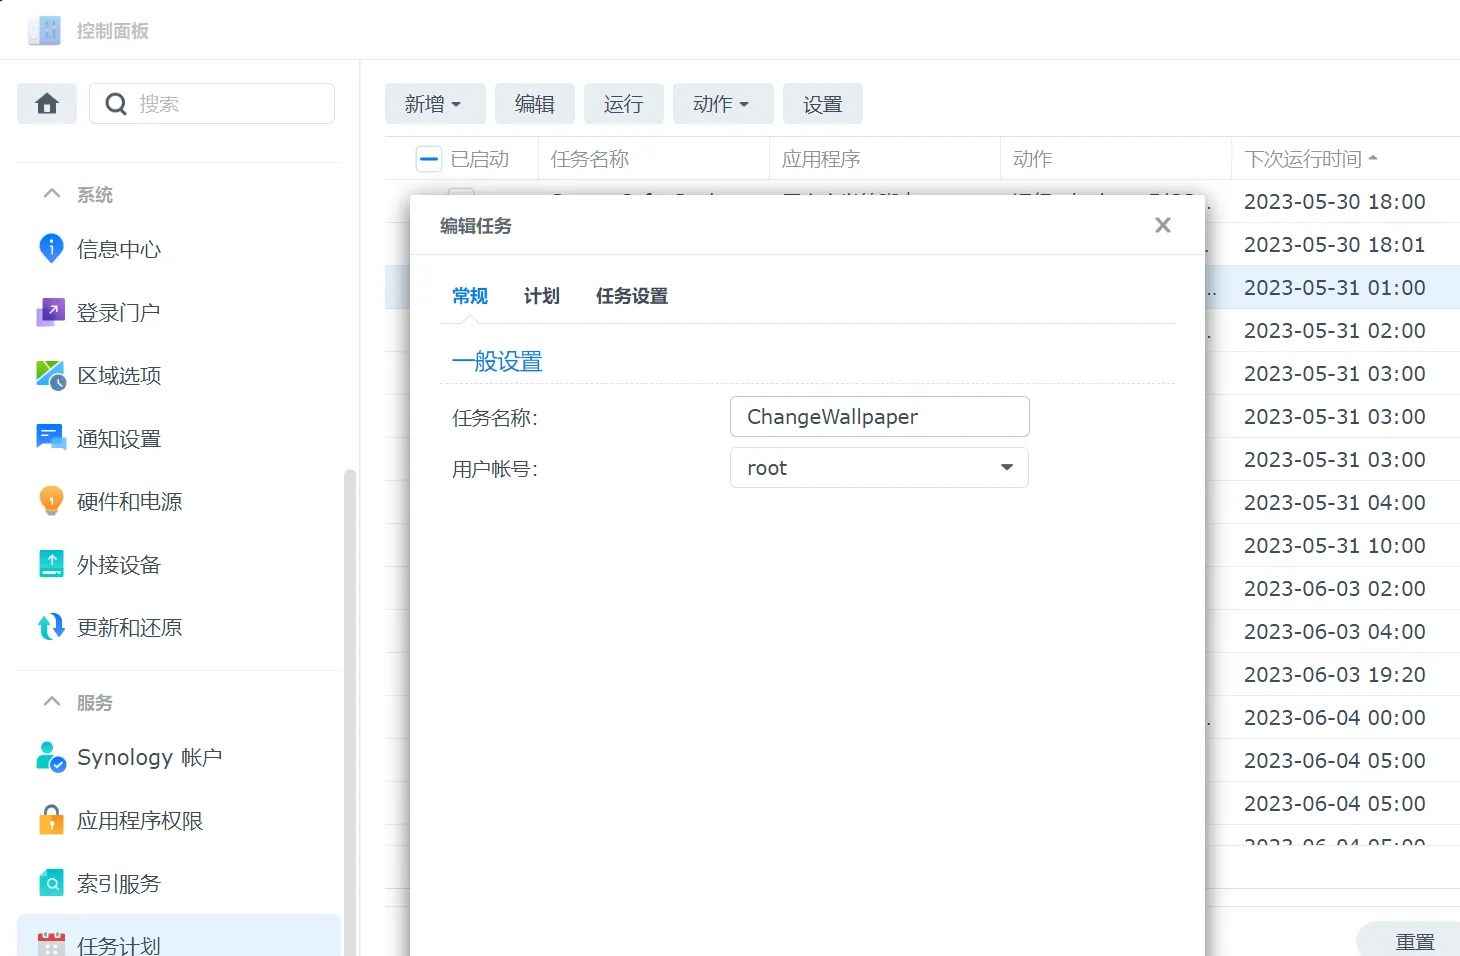 控制面板
搜索
新增
编辑
运行
动作
设置
已启动
任务名称
应用程序
动作
下次运行时间
系统
信息中心
登录门户
区域选项
通知设置
硬件和电源
外接设备
更新和还原
服务
Synology 帐户
应用程序权限
索引服务
任务计划
编辑任务
常规
计划
任务设置
一般设置
任务名称:
ChangeWallpaper
用户帐号:
root
2023-05-30 18:00
2023-05-30 18:01
2023-05-31 01:00
2023-05-31 02:00
2023-05-31 03:00
2023-05-31 03:00
2023-05-31 03:00
2023-05-31 04:00
2023-05-31 10:00
2023-06-03 02:00
2023-06-03 04:00
2023-06-03 19:20
2023-06-04 00:00
2023-06-04 05:00
2023-06-04 05:00
2023-06-04 05:00
重置